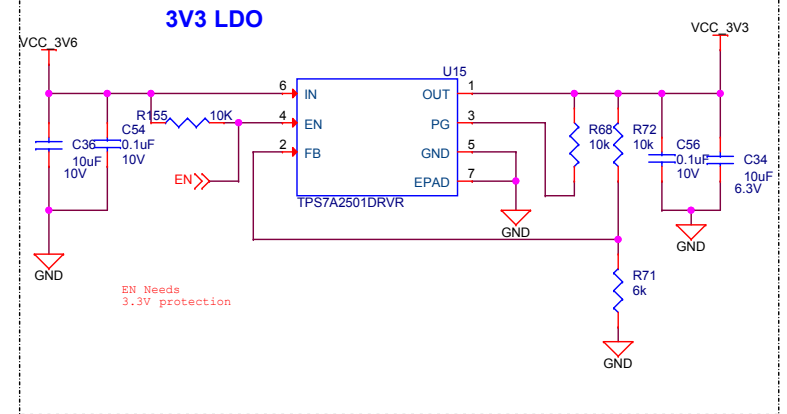 3V3 LDO
VCC_3V6
VCC_3V3
U15
6
IN
OUT
1
R155
10K
4
EN
PG
3
2
FB
GND
5
EPAD
7
TPS7A2501DRVR
C36
10uF
10V
C54
0.1uF
10V
EN
R68
10k
R72
10k
C56
0.1uF
10V
C34
10uF
6.3V
GND
GND
GND
R71
6k
GND
EN Needs
3.3V protection